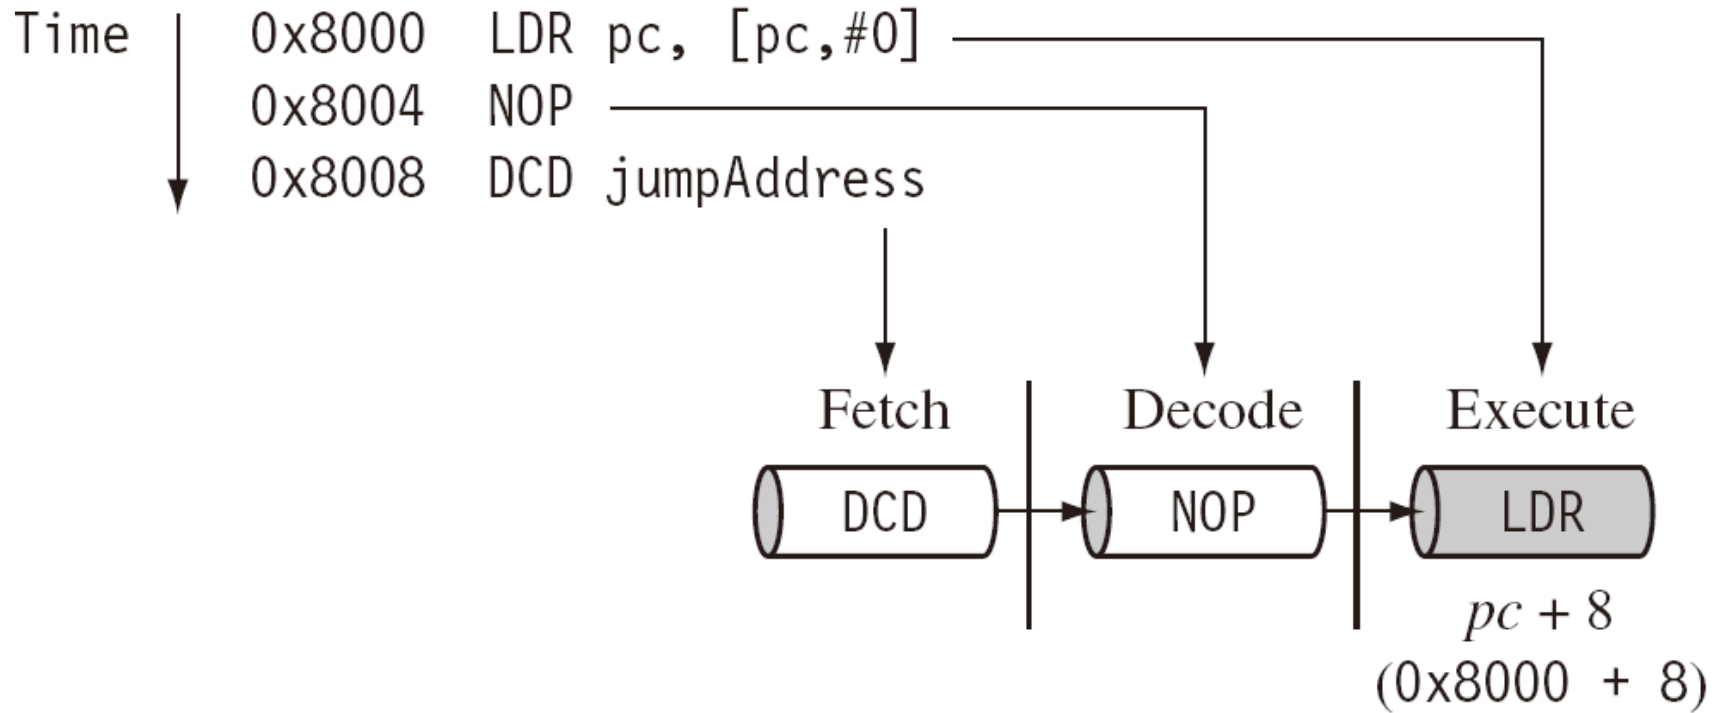 Time 0x8000 LDR pc, [pc,#0]
0x8004 NOP
0x8008 DCD jumpAddress
Fetch Decode Execute
DCD NOP LDR
pc + 8
(0x8000 + 8)